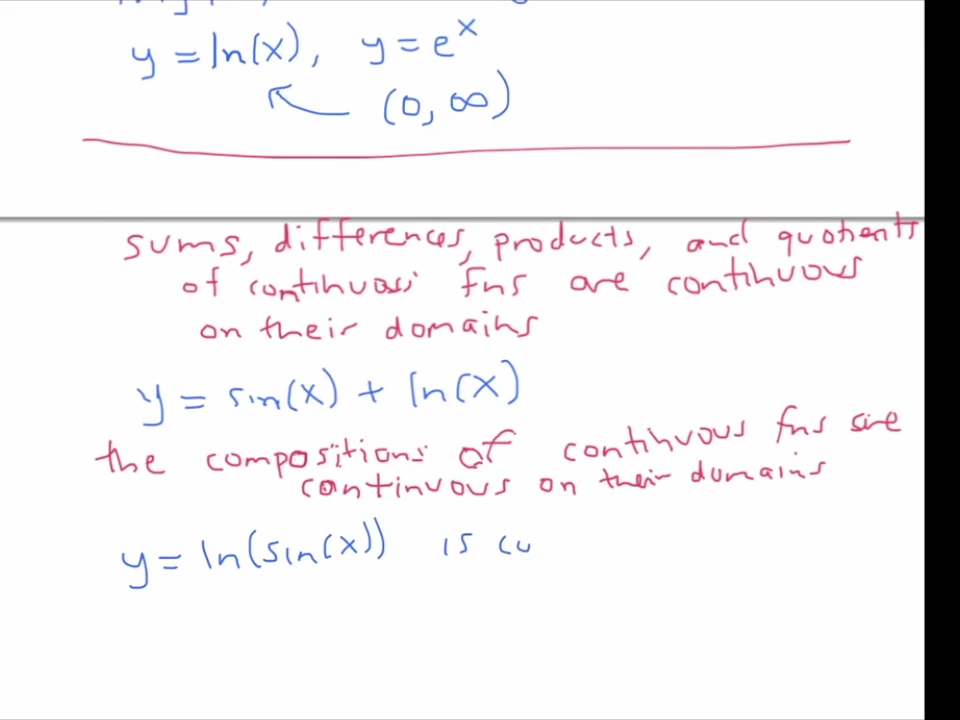 y = ln(x), y = e^x
(0, ∞)
sums, differences, products, and quotients
of continuous fns are continuous
on their domains
y = sin(x) + ln(x)
the compositions of continuous fns are
continuous on their domains
y = ln(sin(x)) is co